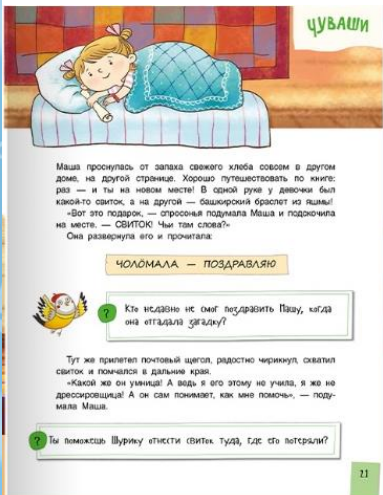 ЧУВАШИ
Маша проснулась от запаха свежего хлеба совсем в другом
доме, на другой странице. Хорошо путешествовать по книге:
раз — и ты на новом месте! В одной руке у девочки был
какой-то свиток, а на другой — башкирский браслет из яшмы!
«Вот это подарок, — спросонья подумала Маша и подскочила
на месте. — СВИТОК! Чьи там слова?»
Она развернула его и прочитала:
ЧОЛОМАЛА — ПОЗДРАВЛЯЮ
? Кто недавно не смог поздравить Машу, когда
она отгадала загадку?
Тут же прилетел почтовый щегол, радостно чирикнул, схватил
свиток и помчался в дальние края.
«Какой же он умница! А ведь я его этому не учила, я же не
дрессировщица! А он сам понимает, как мне помочь», — поду-
мала Маша.
? Ты поможешь Шурику отнести свиток туда, где его потеряли?
21